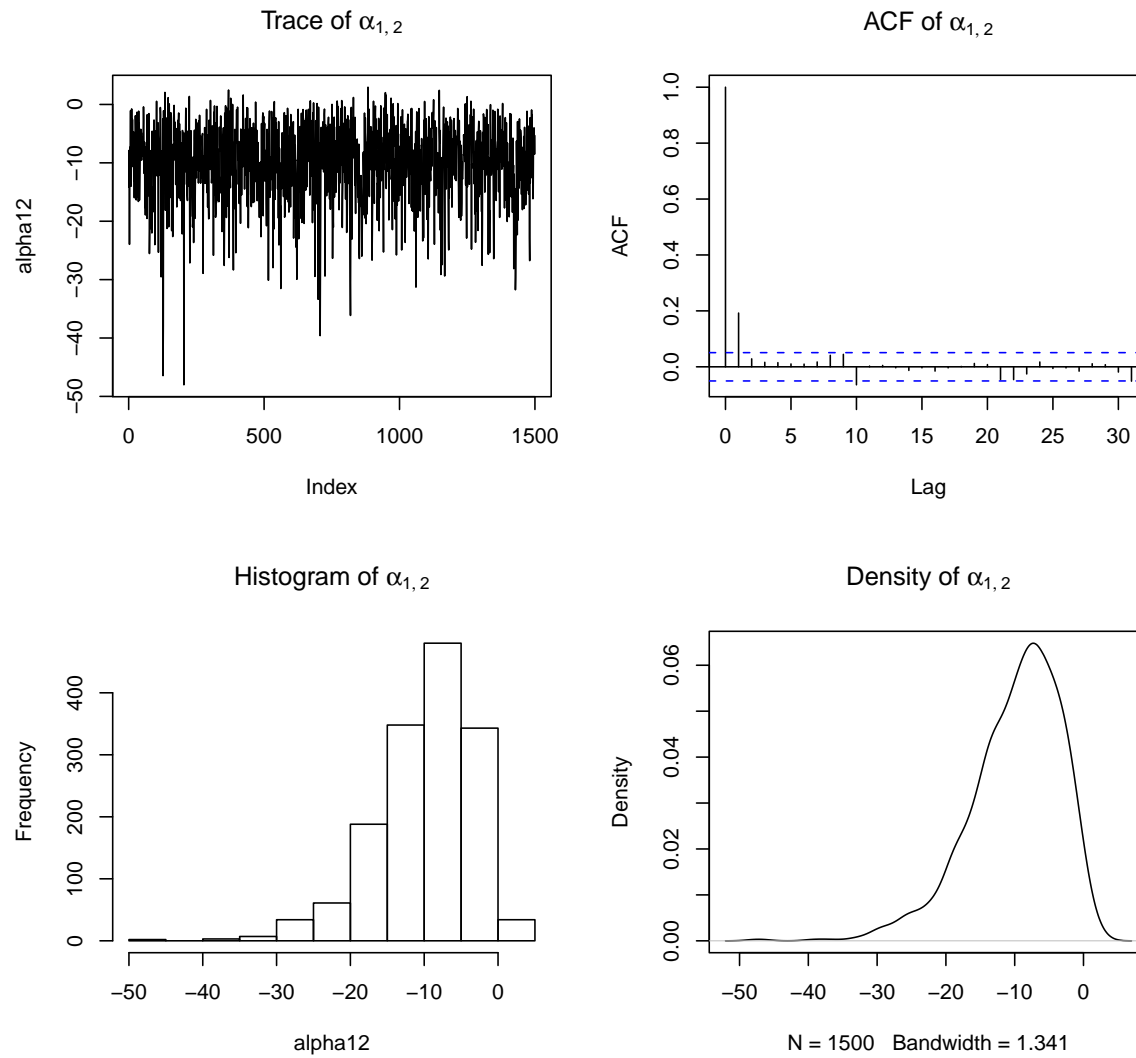 Trace of α1, 2
alpha12
0
−10
−20
−30
−40
−50
0 500 1000 1500
Index
ACF of α1, 2
ACF
1.
0.8
0.6
0.4
0.2
0.0
0 5 10 15 20 25 30
Lag
Histogram of α1, 2
Frequency
400
300
200
100
0
−50 −40 −30 −20 −10 0
alpha12
Density of α1, 2
Density
0.06
0.04
0.02
0.00
−50 −40 −30 −20 −10 0
N = 1500 Bandwidth = 1.341